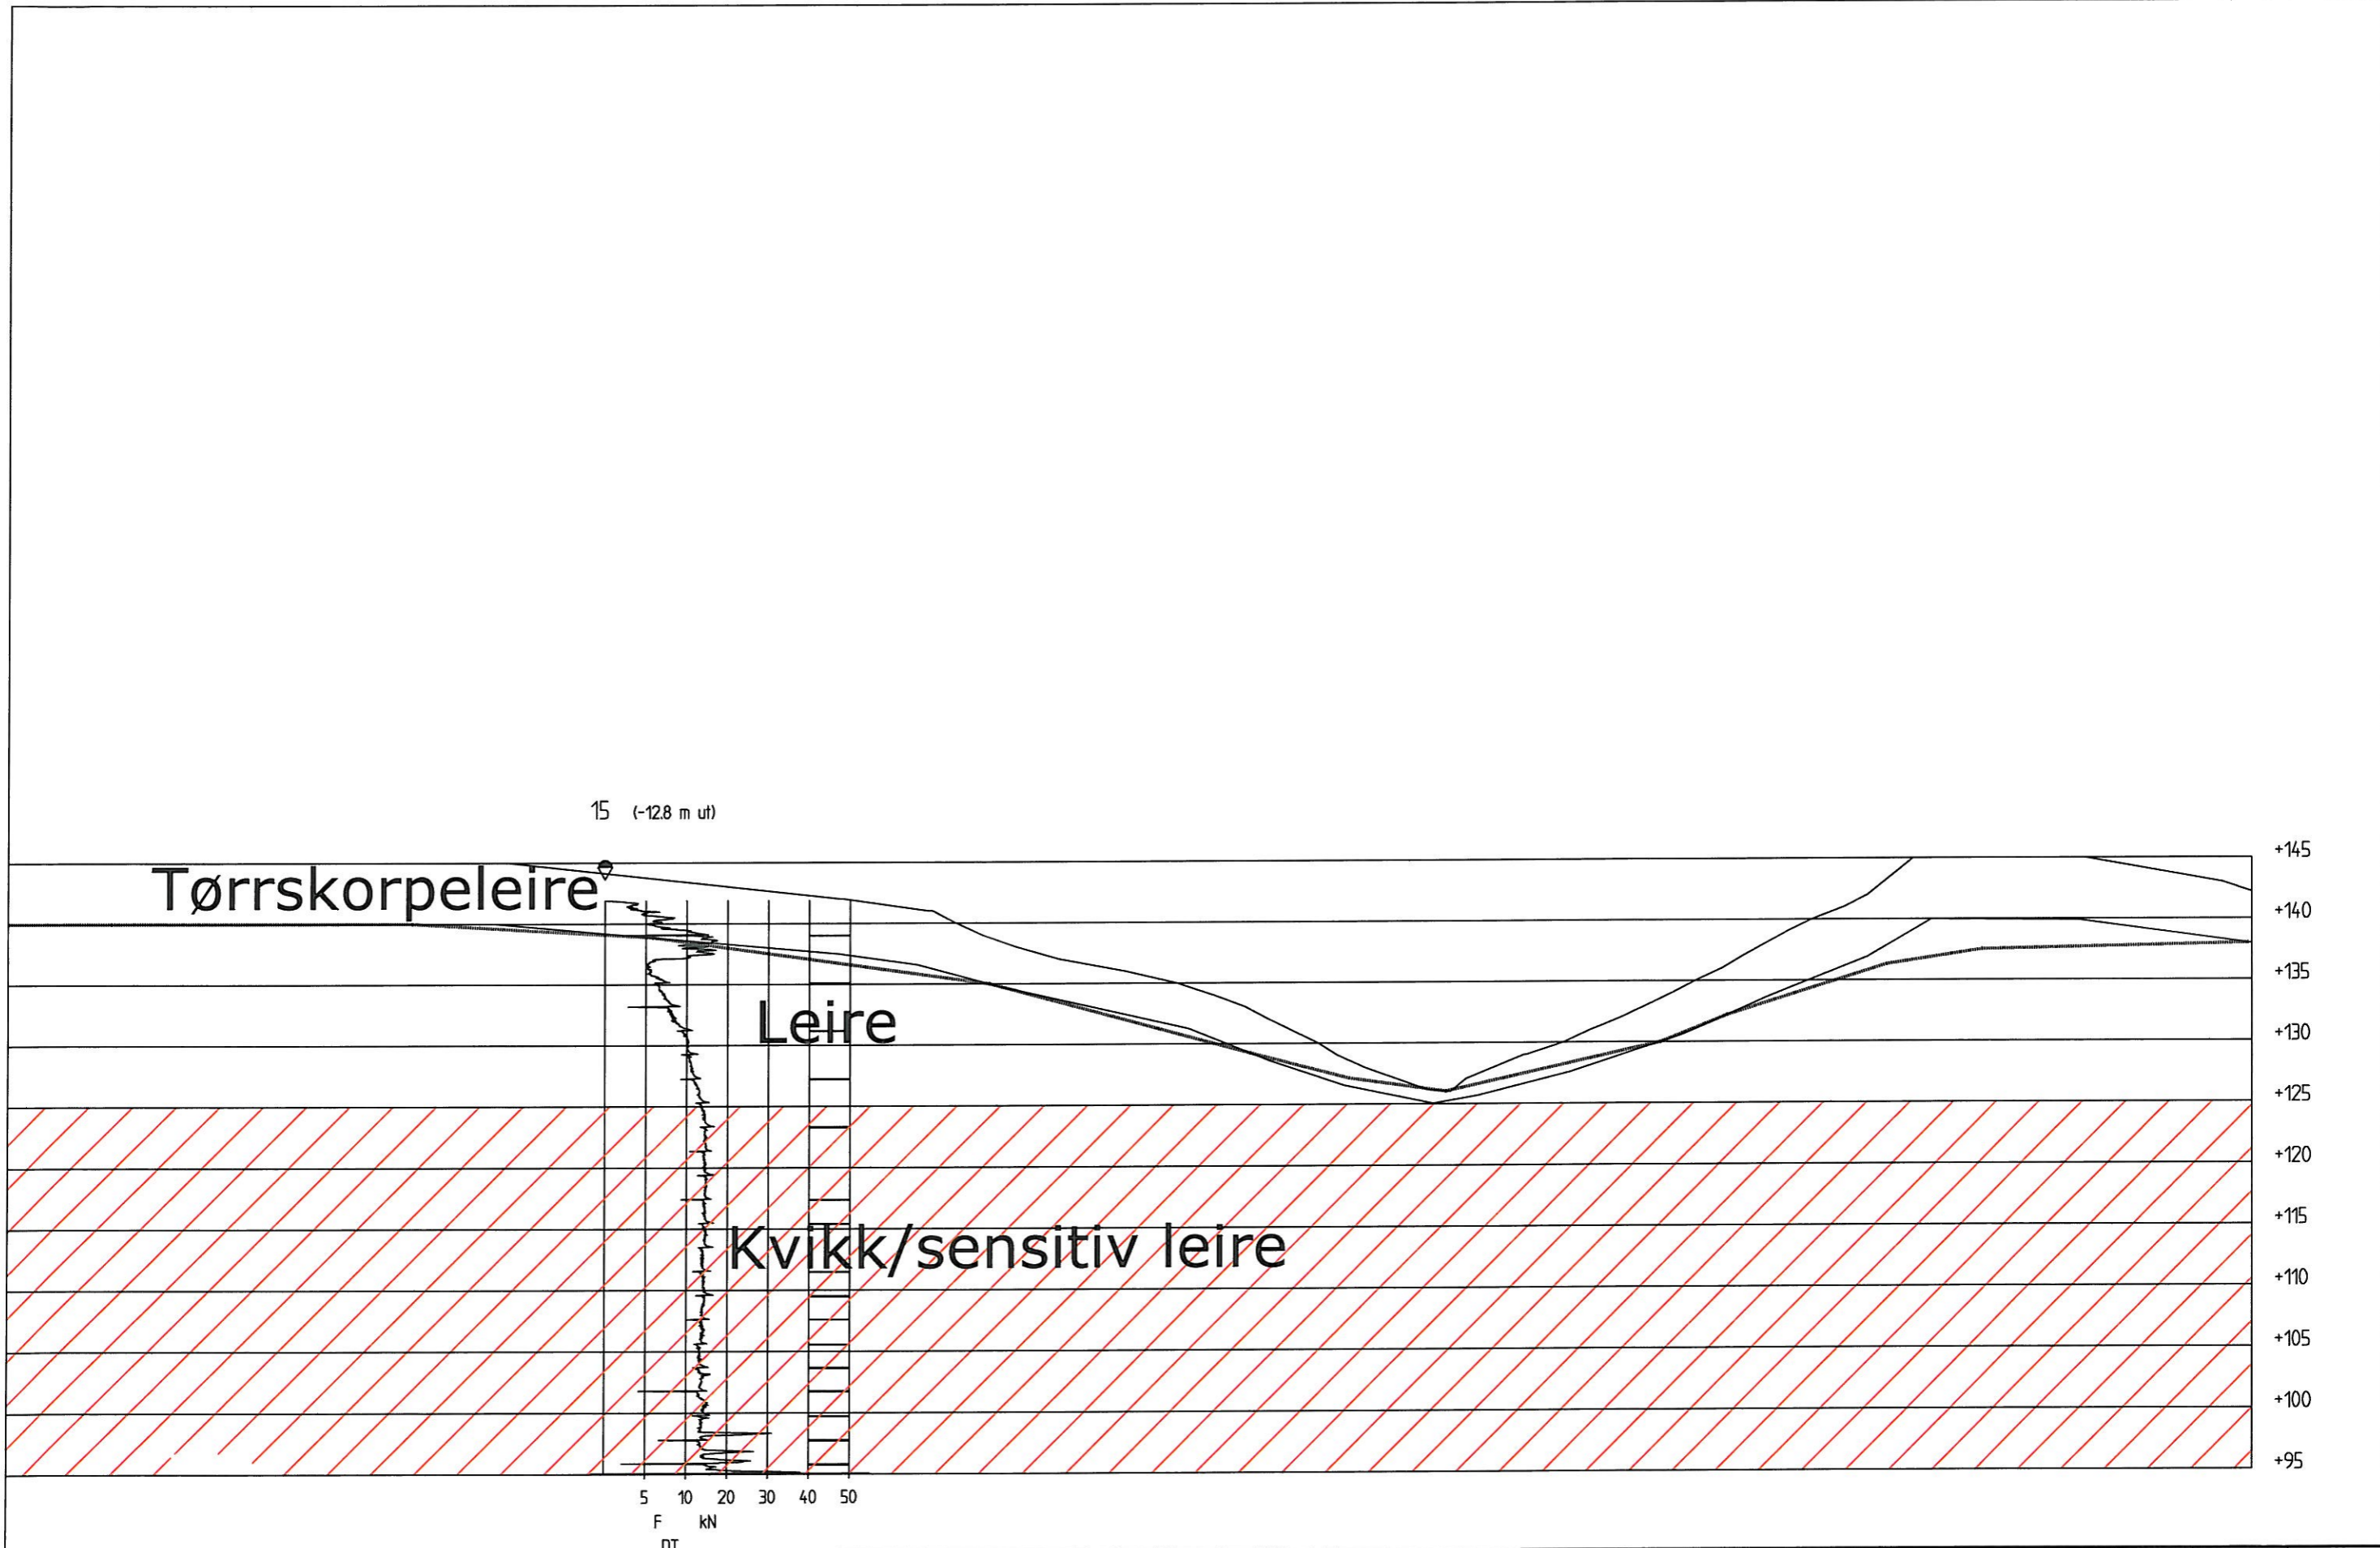 15 (-12.8 m ut)
+145
Tørrskorpeleire
+140
+135
Leire
+130
+125
+120
+115
Kvikk/sensitiv leire
+110
+105
+100
+95
5 10 20 30 40 50
F kN
DT